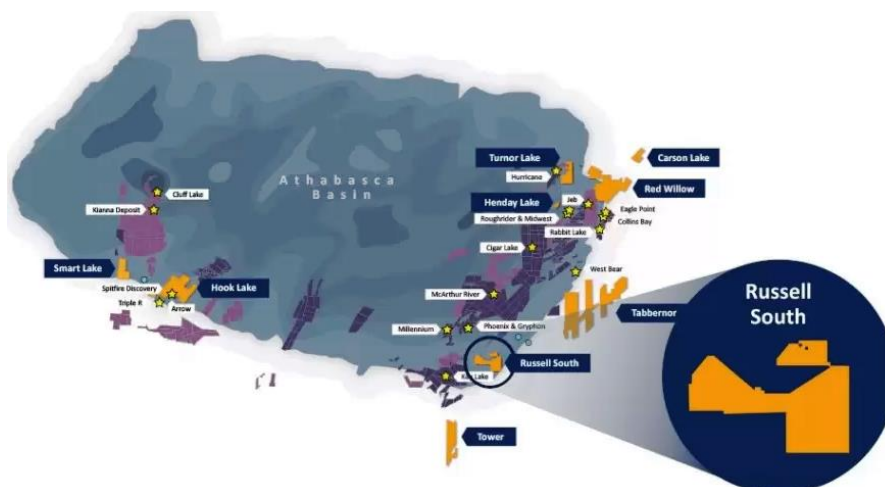 Athabasca
Basin
Cluff Lake
Kianna Deposit
Smart Lake
Hook Lake
Spitfire Discovery
Triple R
Arrow
Turnor Lake
Hurricane
Carson Lake
Red Willow
Henday Lake
Jeb
Roughrider & Midwest
Eagle Point
Collins Bay
Rabbit Lake
Cigar Lake
West Bear
McArthur River
Tabbernor
Millennium
Phoenix & Gryphon
Russell South
Lake
Tower
Russell
South